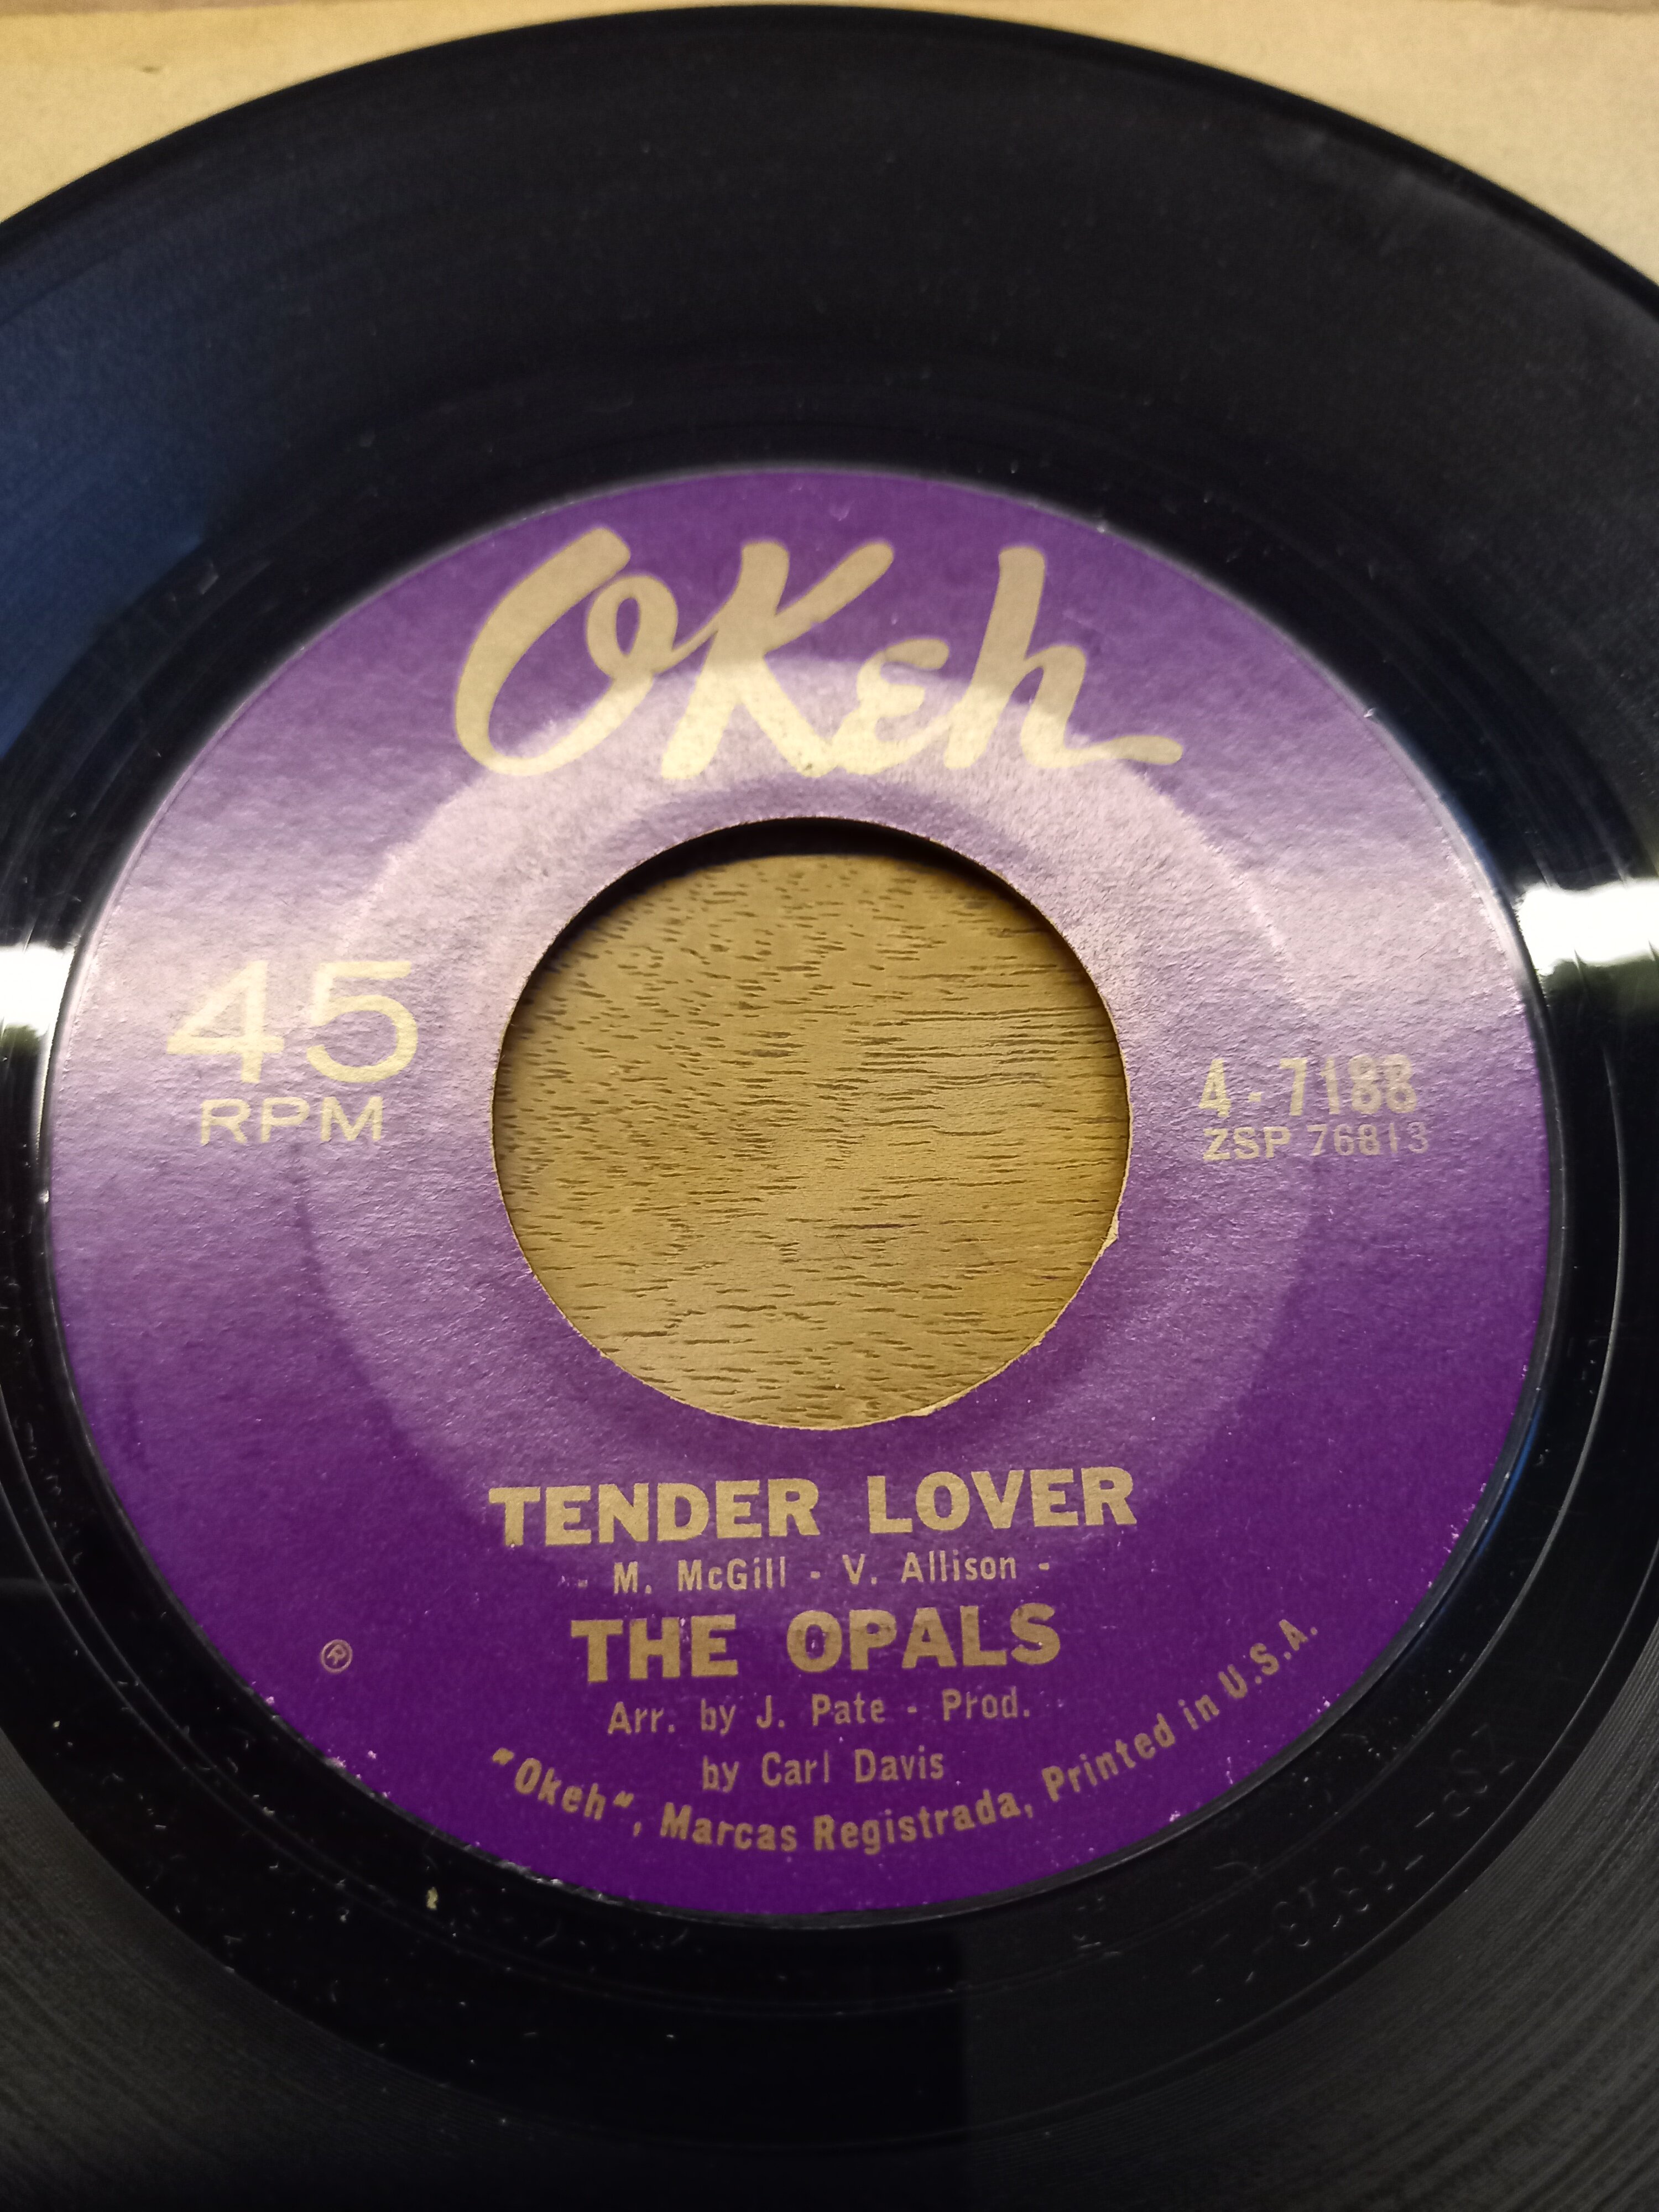 OKeh
45
RPM
4-7188
ZSP 76813
TENDER LOVER
- M. McGill - V. Allison -
THE OPALS
Arr. by J. Pate - Prod.
by Carl Davis
®
"Okeh", Marcas Registrada, Printed in U.S.A.